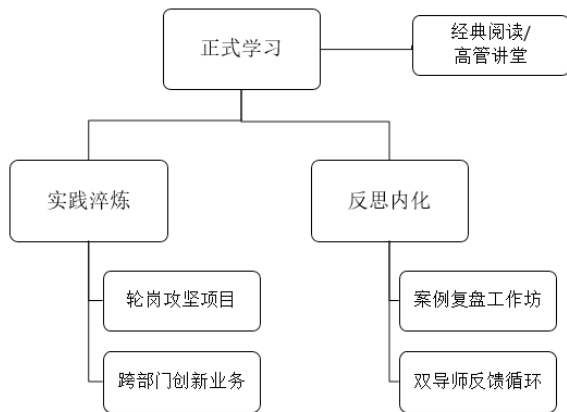 正式学习
经典阅读/
高管讲堂
实践淬炼
反思内化
轮岗攻坚项目
案例复盘工作坊
跨部门创新业务
双导师反馈循环